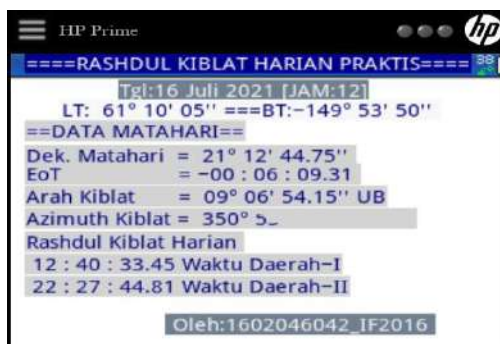 HP Prime
hp
====RASHDUL KIBLAT HARIAN PRAKTIS====
38
Tgl:16 Juli 2021 [JAM:12]
LT: 61° 10' 05'' ===BT:-149° 53' 50''
==DATA MATAHARI==
Dek. Matahari = 21° 12' 44.75''
EoT = -00 : 06 : 09.31
Arah Kiblat = 09° 06' 54.15'' UB
Azimuth Kiblat = 350°
Rashdul Kiblat Harian
12 : 40 : 33.45 Waktu Daerah-I
22 : 27 : 44.81 Waktu Daerah-II
Oleh:1602046042_IF2016